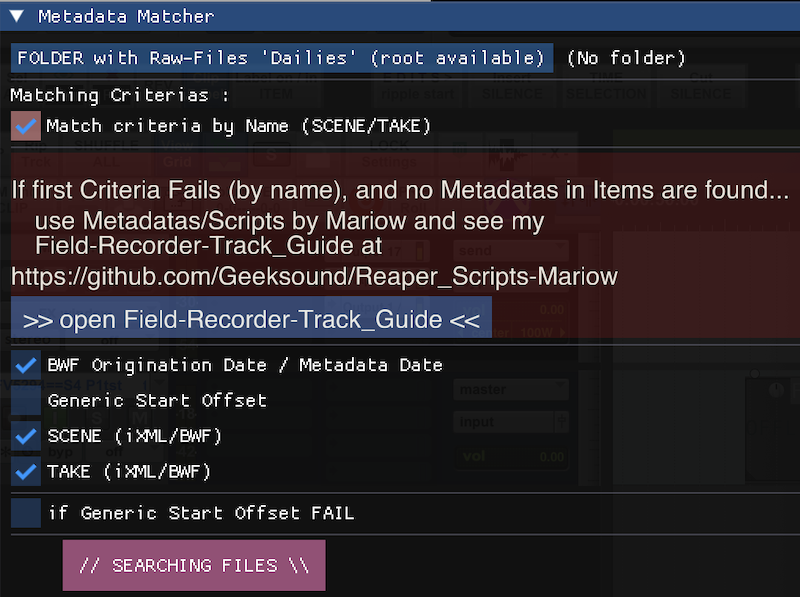 Metadata Matcher
FOLDER with Raw-Files 'Dailies' (root available) (No folder)
Matching Criterias :
Match criteria by Name (SCENE/TAKE)
If first Criteria Fails (by name), and no Metadatas in Items are found...
use Metadatas/Scripts by Mariow and see my
Field-Recorder-Track_Guide at
https://github.com/Geeksound/Reaper_Scripts-Mariow
>> open Field-Recorder-Track_Guide <<
BWF Origination Date / Metadata Date
Generic Start Offset
SCENE (iXML/BWF)
TAKE (iXML/BWF)
if Generic Start Offset FAIL
// SEARCHING FILES \\